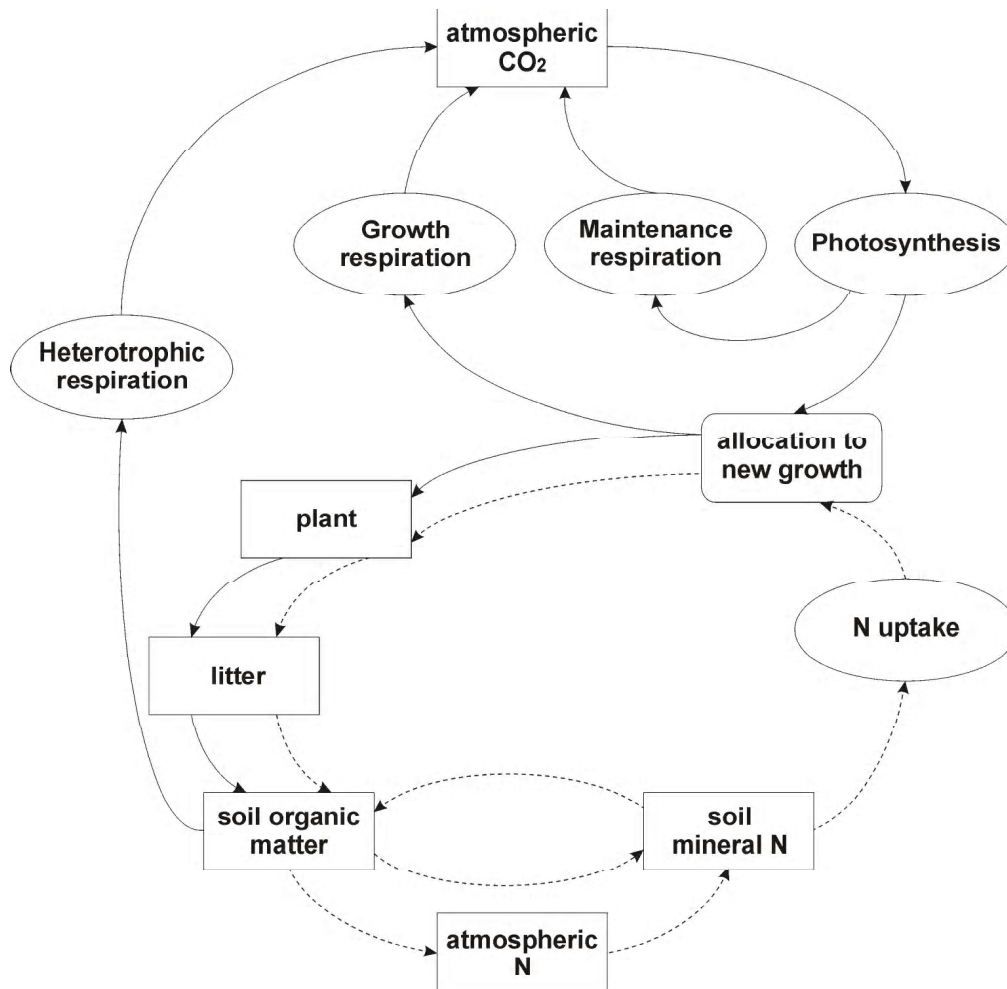 atmospheric
CO₂
Growth
respiration
Maintenance
respiration
Photosynthesis
Heterotrophic
respiration
allocation to
new growth
plant
N uptake
litter
soil organic
matter
soil
mineral N
atmospheric
N